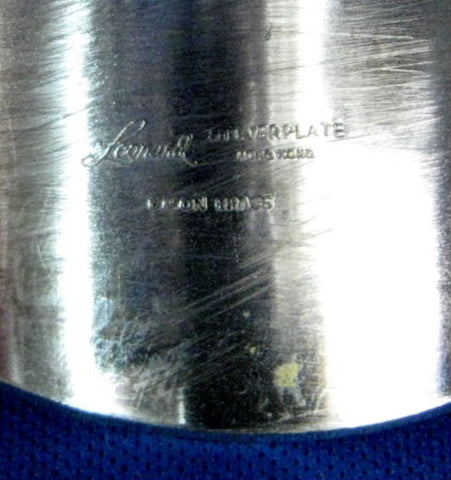 Leonard SILVERPLATE
HONG KONG
E P ON BRASS